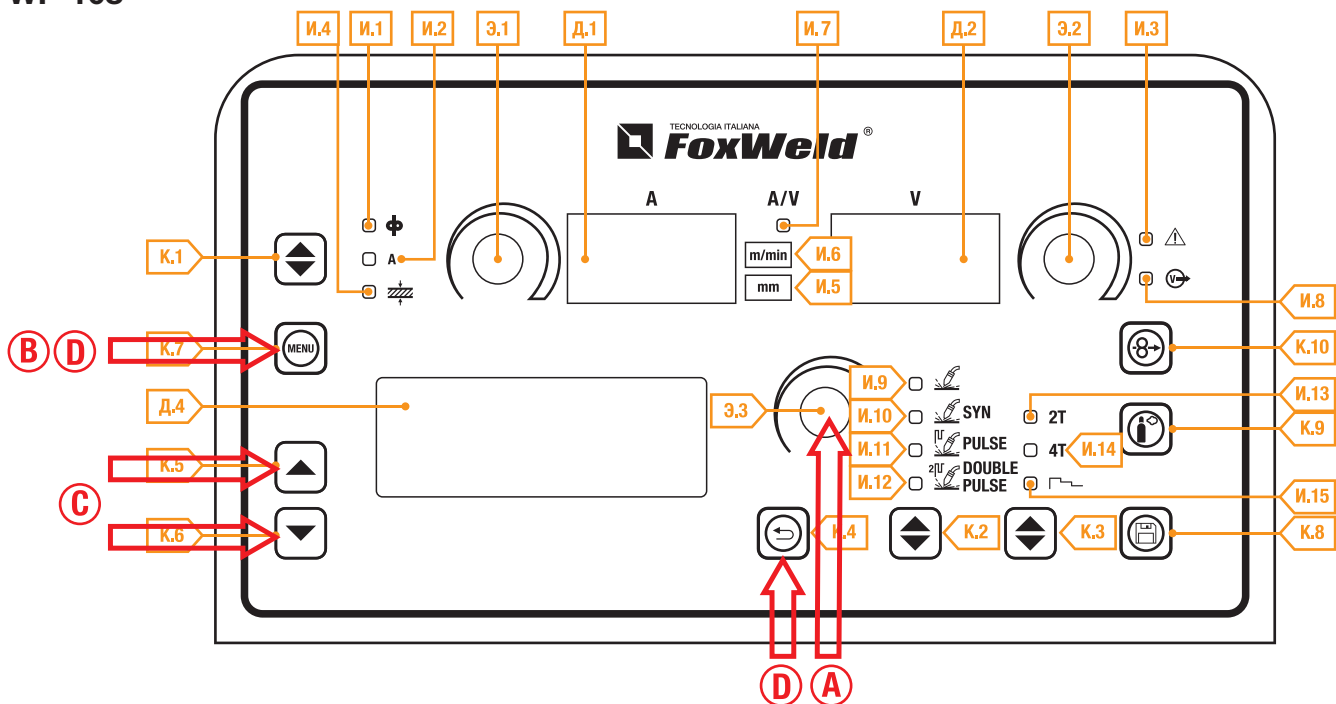 И.4 И.1 И.2 Э.1 Д.1 И.7 Д.2 Э.2 И.3
TECNOLOGIA ITALIANA
FoxWeld ®
A A/V V
К.1 A m/min И.6
mm И.5
И.8
B D К.7 MENU 8 К.10
Д.4 Э.3 И.9 И.13
И.10 SYN 2T
К.9
К.5 И.11 PULSE 4T И.14
И.12 2 DOUBLE
PULSE
C И.15
К.6 К.4 К.2 К.3 К.8
D A